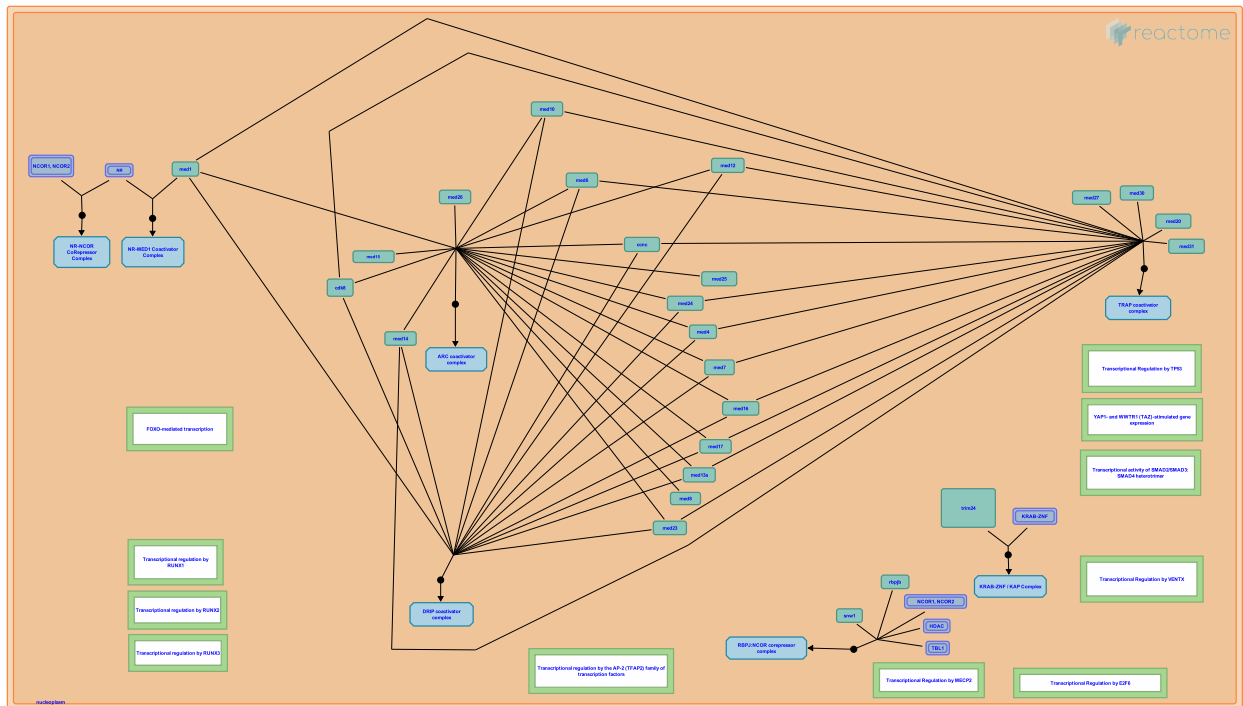 reactome
med10
med12
NCOR1, NCOR2
NR
med1
med6
med26
med27
med30
med20
med31
NR-NCOR
CoRepressor
Complex
NR-MED1 Coactivator
Complex
med15
ccnc
cdk8
med25
med24
TRAP coactivator
complex
med14
med4
ARC coactivator
complex
med7
Transcriptional Regulation by TP53
med16
YAP1- and WWTR1 (TAZ)-stimulated gene
expression
FOXO-mediated transcription
med17
med13a
Transcriptional activity of SMAD2/SMAD3:
SMAD4 heterotrimer
med8
med23
trim24
KRAB-ZNF
Transcriptional regulation by
RUNX1
Transcriptional Regulation by VENTX
KRAB-ZNF / KAP Complex
rbpjb
NCOR1, NCOR2
Transcriptional regulation by RUNX2
DRIP coactivator
complex
snw1
HDAC
TBL1
RBPJ:NCOR corepressor
complex
Transcriptional regulation by RUNX3
Transcriptional regulation by the AP-2 (TFAP2) family of
transcription factors
Transcriptional Regulation by MECP2
Transcriptional Regulation by E2F6
nucleoplasm